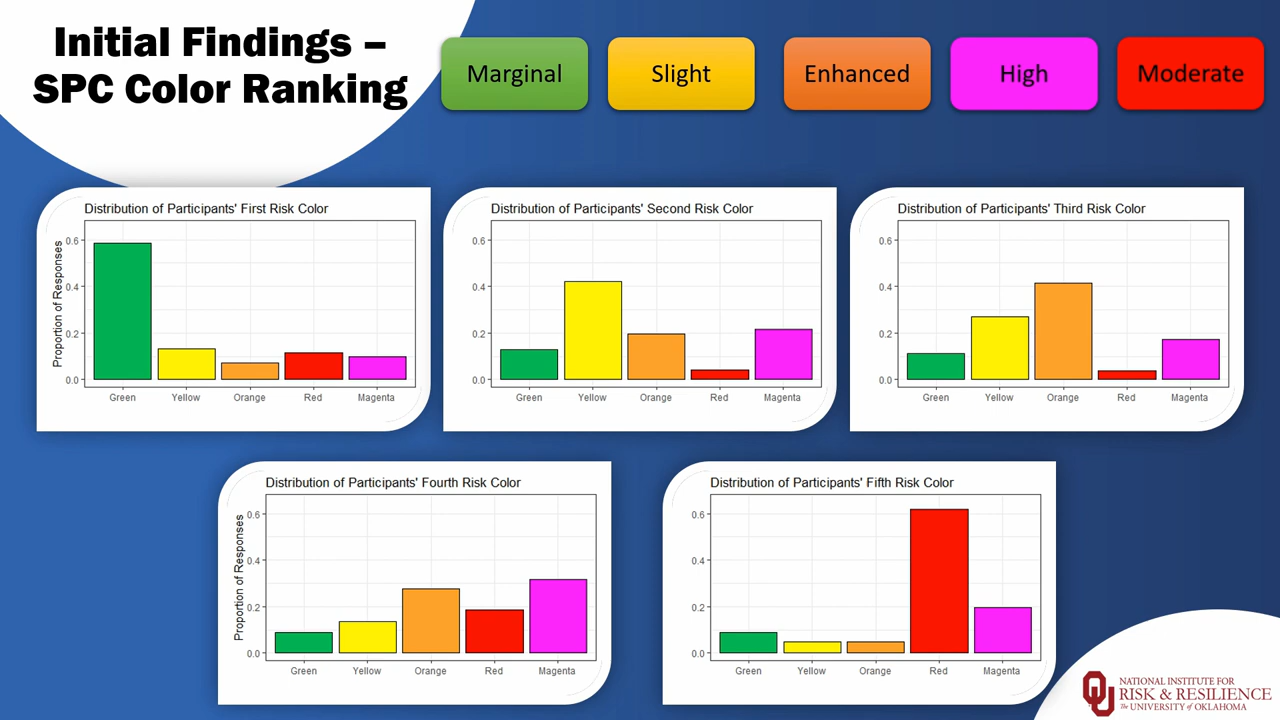 Initial Findings –
SPC Color Ranking
Marginal
Slight
Enhanced
High
Moderate
Distribution of Participants' First Risk Color
Proportion of Responses
0.6
0.4
0.2
0.0
Green Yellow Orange Red Magenta
Distribution of Participants' Second Risk Color
0.6
0.4
0.2
0.0
Green Yellow Orange Red Magenta
Distribution of Participants' Third Risk Color
0.6
0.4
0.2
0.0
Green Yellow Orange Red Magenta
Distribution of Participants' Fourth Risk Color
Proportion of Responses
0.6
0.4
0.2
0.0
Green Yellow Orange Red Magenta
Distribution of Participants' Fifth Risk Color
0.6
0.4
0.2
0.0
Green Yellow Orange Red Magenta
OU
NATIONAL INSTITUTE FOR
RISK & RESILIENCE
The UNIVERSITY of OKLAHOMA